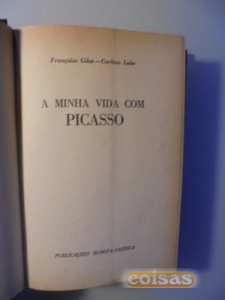 Françoise Gilot — Carlton Lake
A MINHA VIDA COM
PICASSO
PUBLICAÇÕES EUROPA-AMÉRICA
coisas